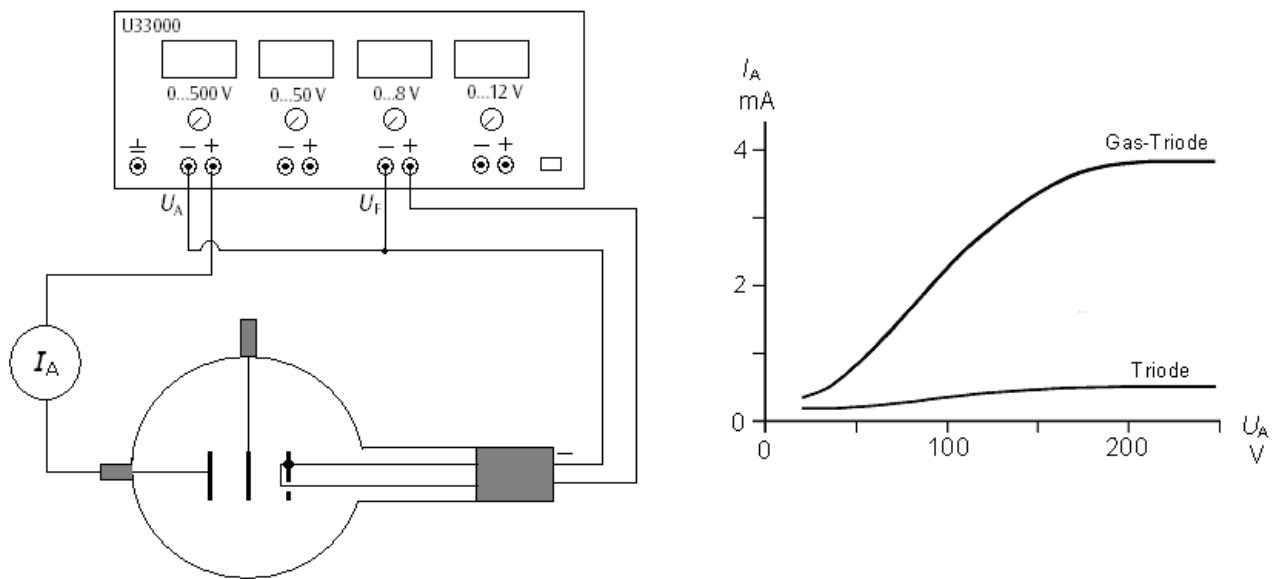 U33000
0...500 V 0...50 V 0...8 V 0...12 V
− + − + − + − +
U_A U_F
I_A
−
I_A
mA
4
Gas-Triode
2
Triode
0
0 100 200 U_A
V